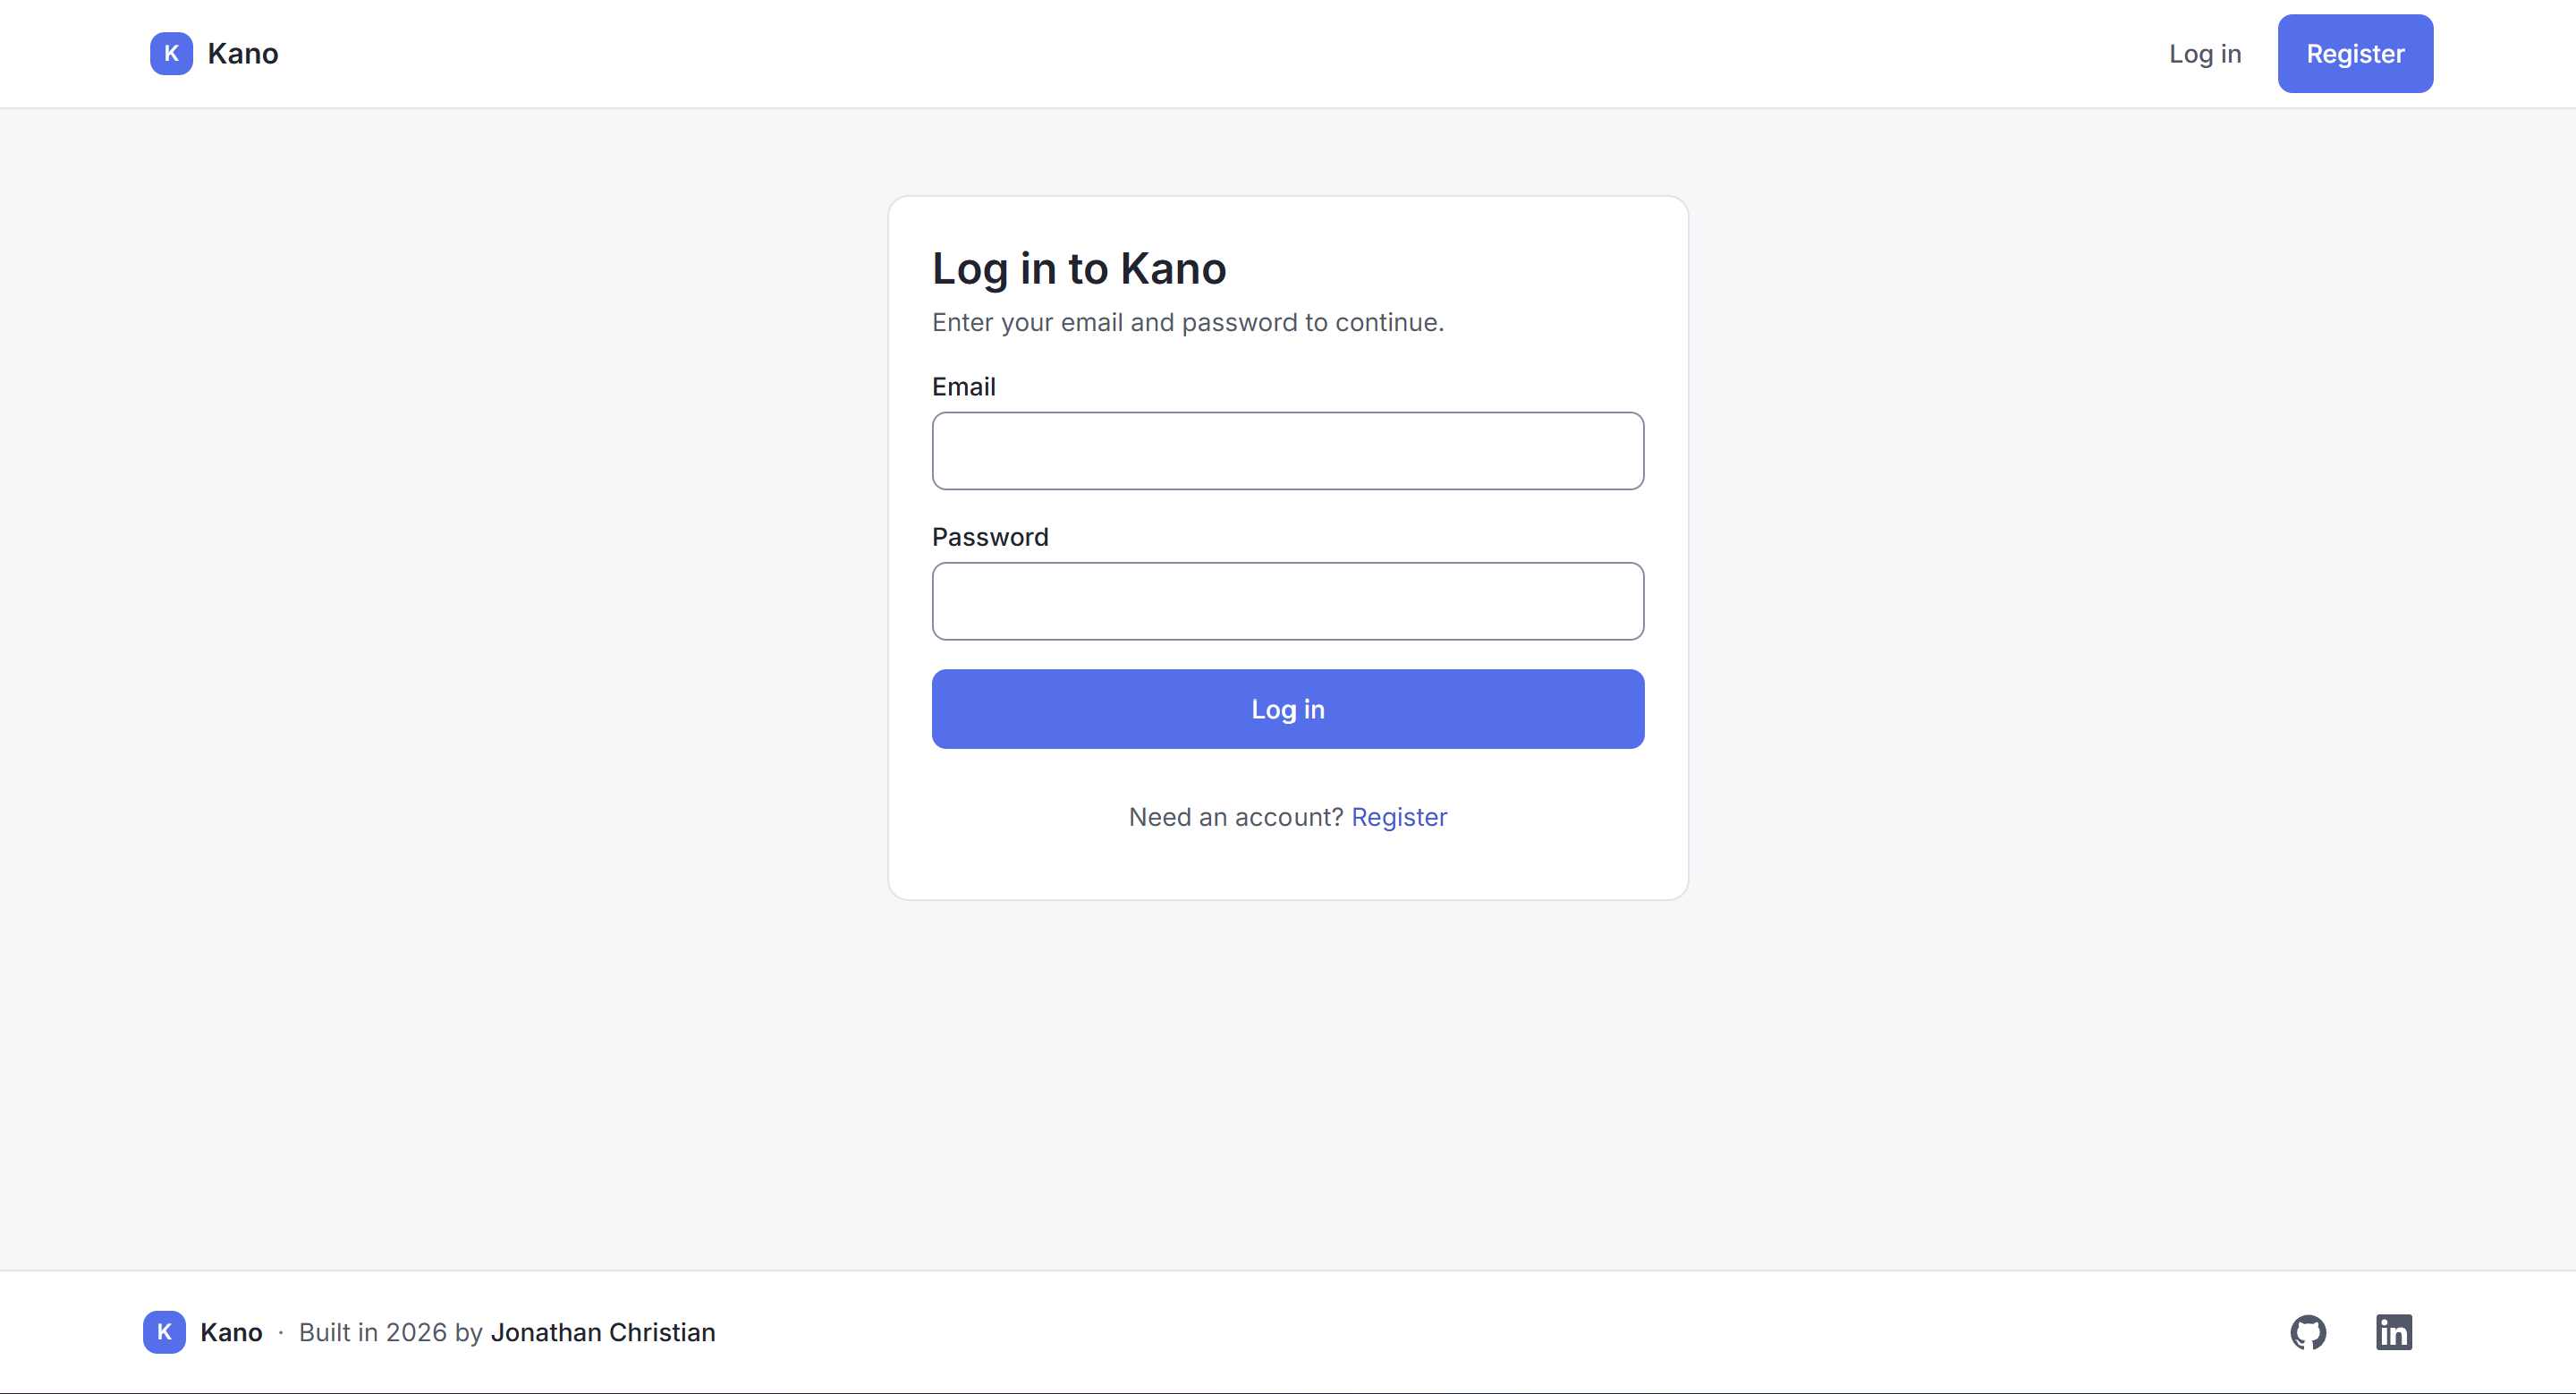 K Kano
Log in
Register
Log in to Kano
Enter your email and password to continue.
Email
Password
Log in
Need an account? Register
K Kano · Built in 2026 by Jonathan Christian
in